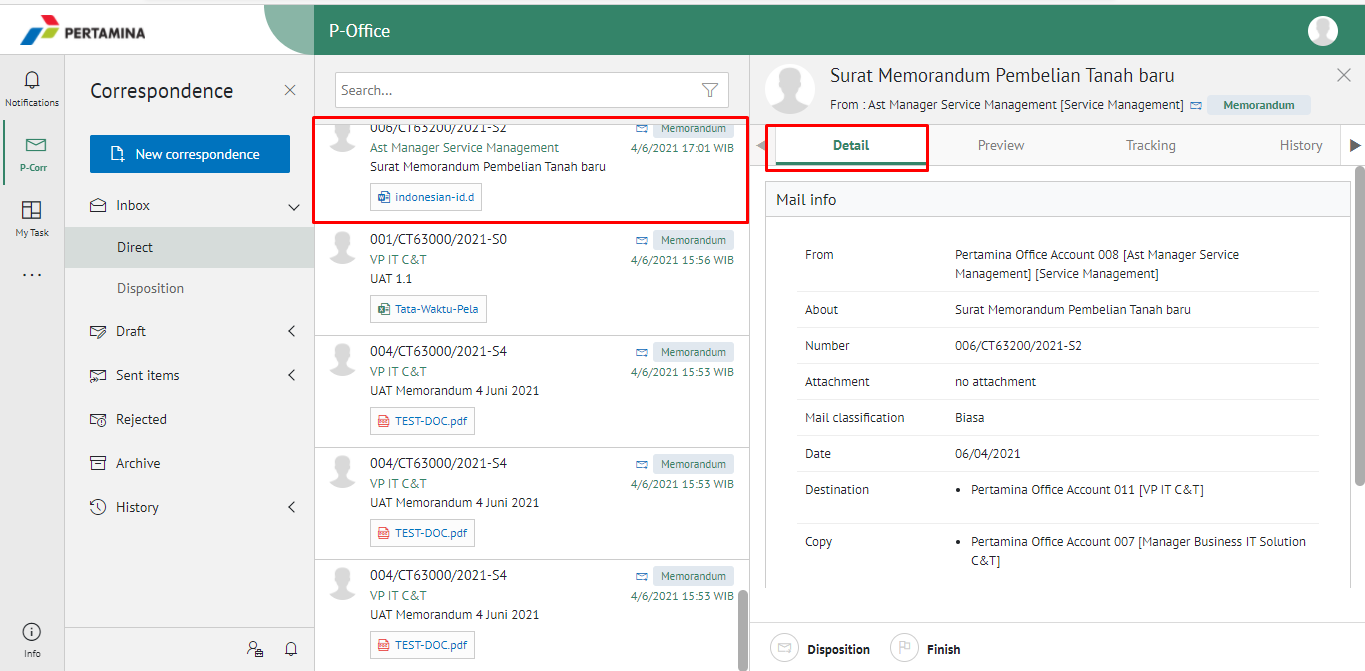 PERTAMINA
P-Office
Notifications
P-Corr
My Task
Info
Correspondence
New correspondence
Inbox
Direct
Disposition
Draft
Sent items
Rejected
Archive
History
Search...
006/CT63200/2021-S2
Memorandum
Ast Manager Service Management
4/6/2021 17:01 WIB
Surat Memorandum Pembelian Tanah baru
indonesian-id.d
001/CT63000/2021-S0
Memorandum
VP IT C&T
4/6/2021 15:56 WIB
UAT 1.1
Tata-Waktu-Pela
004/CT63000/2021-S4
Memorandum
VP IT C&T
4/6/2021 15:53 WIB
UAT Memorandum 4 Juni 2021
TEST-DOC.pdf
004/CT63000/2021-S4
Memorandum
VP IT C&T
4/6/2021 15:53 WIB
UAT Memorandum 4 Juni 2021
TEST-DOC.pdf
004/CT63000/2021-S4
Memorandum
VP IT C&T
4/6/2021 15:53 WIB
UAT Memorandum 4 Juni 2021
TEST-DOC.pdf
Surat Memorandum Pembelian Tanah baru
From : Ast Manager Service Management [Service Management] Memorandum
Detail Preview Tracking History
Mail info
From Pertamina Office Account 008 [Ast Manager Service
Management] [Service Management]
About Surat Memorandum Pembelian Tanah baru
Number 006/CT63200/2021-S2
Attachment no attachment
Mail classification Biasa
Date 06/04/2021
Destination • Pertamina Office Account 011 [VP IT C&T]
Copy • Pertamina Office Account 007 [Manager Business IT Solution
C&T]
Disposition Finish